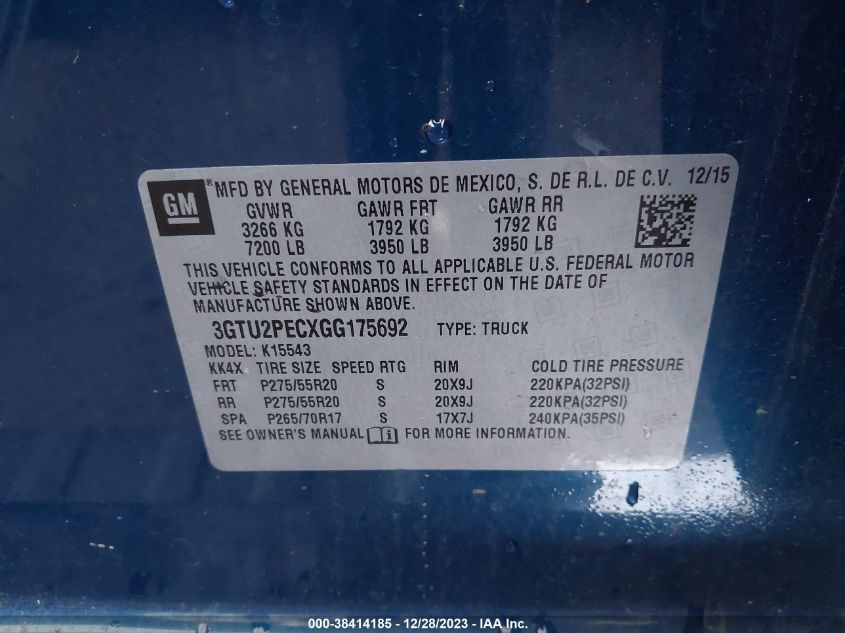 GM ® MFD BY GENERAL MOTORS DE MEXICO, S. DE R.L. DE C.V. 12/15
GVWR GAWR FRT GAWR RR
3266 KG 1792 KG 1792 KG
7200 LB 3950 LB 3950 LB
THIS VEHICLE CONFORMS TO ALL APPLICABLE U.S. FEDERAL MOTOR
VEHICLE SAFETY STANDARDS IN EFFECT ON THE DATE OF
MANUFACTURE SHOWN ABOVE.
3GTU2PECXGG175692 TYPE: TRUCK
MODEL: K15543
KK4X TIRE SIZE SPEED RTG RIM COLD TIRE PRESSURE
FRT P275/55R20 S 20X9J 220KPA(32PSI)
RR P275/55R20 S 20X9J 220KPA(32PSI)
SPA P265/70R17 S 17X7J 240KPA(35PSI)
SEE OWNER'S MANUAL FOR MORE INFORMATION.
000-38414185 - 12/28/2023 - IAA Inc.